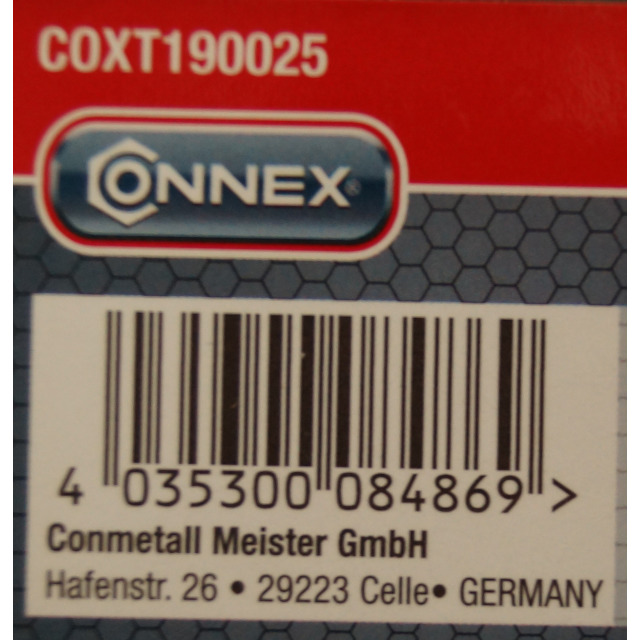 COXT190025
CONNEX®
4 035300 084869 >
Conmetall Meister GmbH
Hafenstr. 26 • 29223 Celle• GERMANY